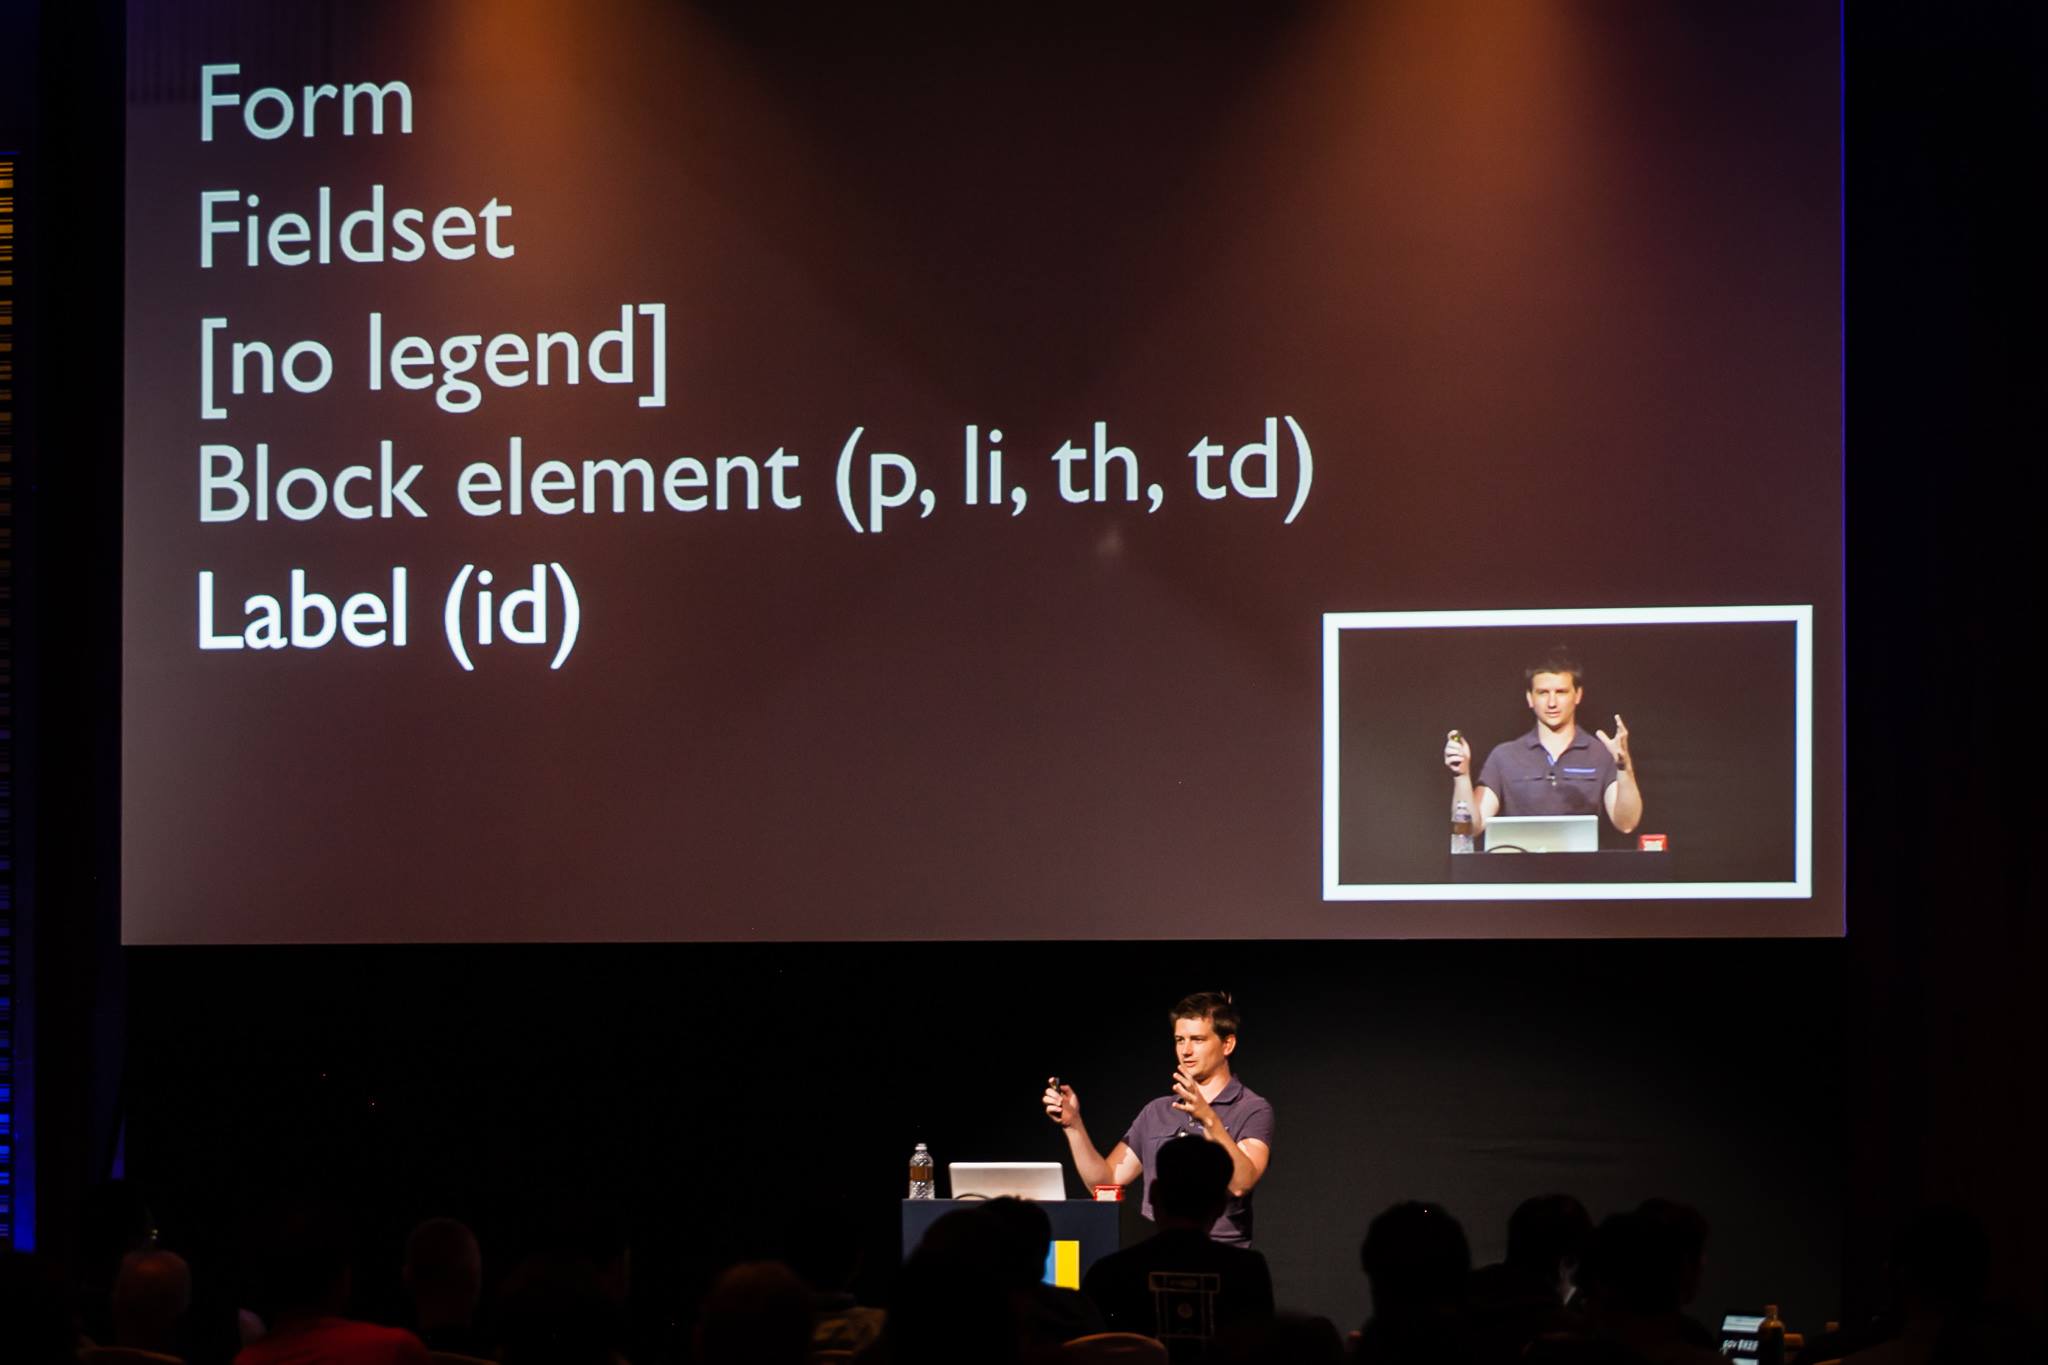 Form
Fieldset
[no legend]
Block element (p, li, th, td)
Label (id)